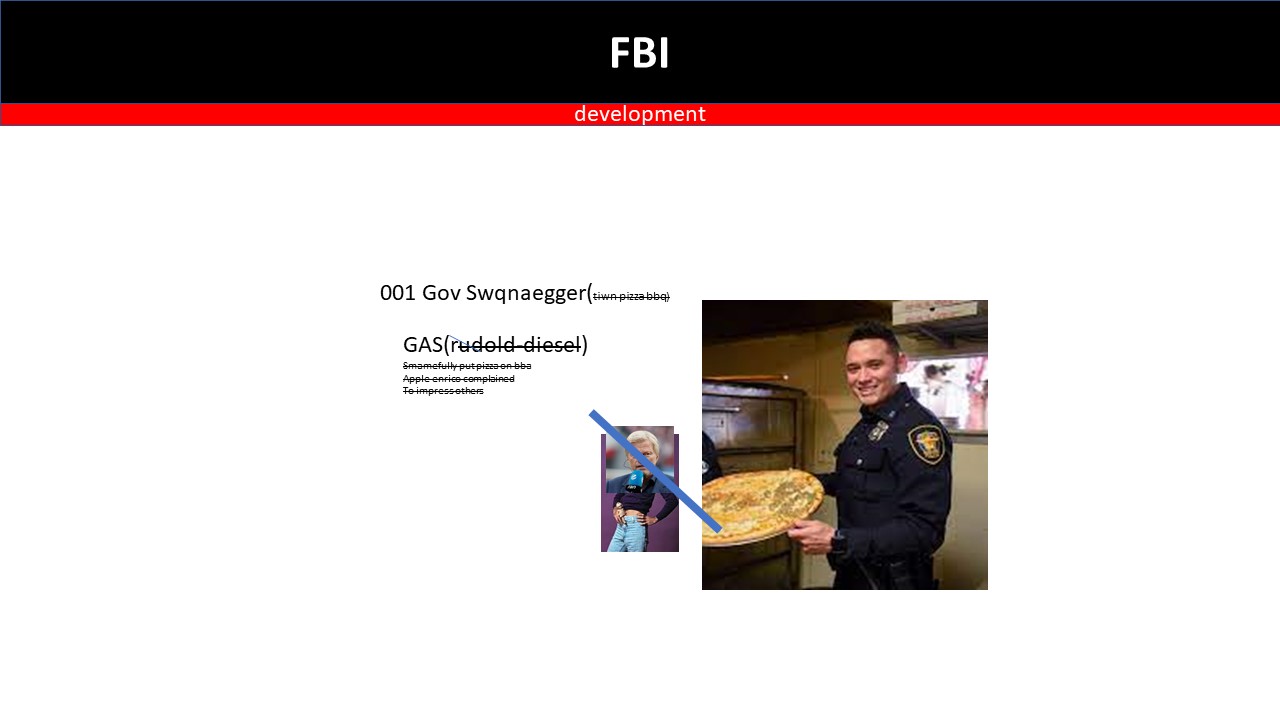 FBI
development
001 Gov Swqnaegger(tiwn pizza bbq)
GAS(rudold-diesel)
Smamefully put pizza on bba
Apple enrico complained
To impress others